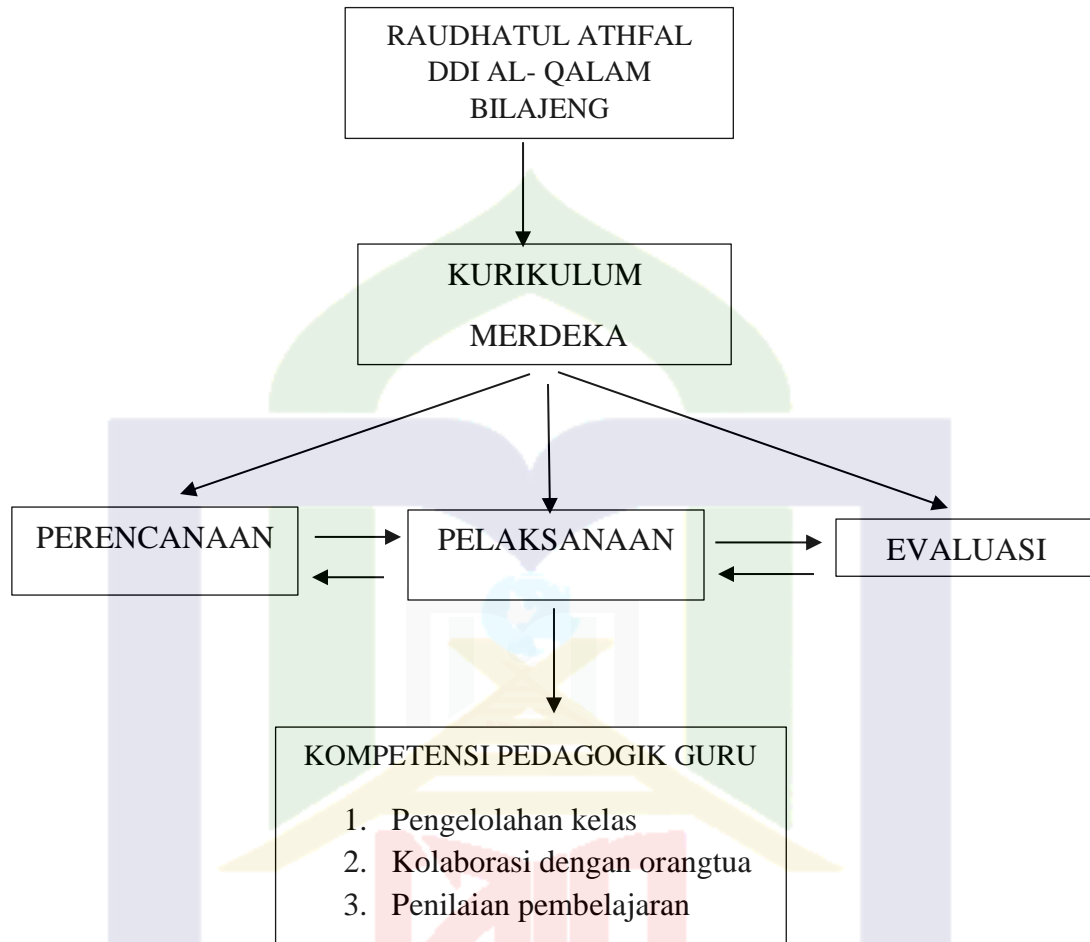 RAUDHATUL ATHFAL
DDI AL- QALAM
BILAJENG
KURIKULUM
MERDEKA
PERENCANAAN
PELAKSANAAN
EVALUASI
KOMPETENSI PEDAGOGIK GURU
1. Pengelolahan kelas
2. Kolaborasi dengan orangtua
3. Penilaian pembelajaran